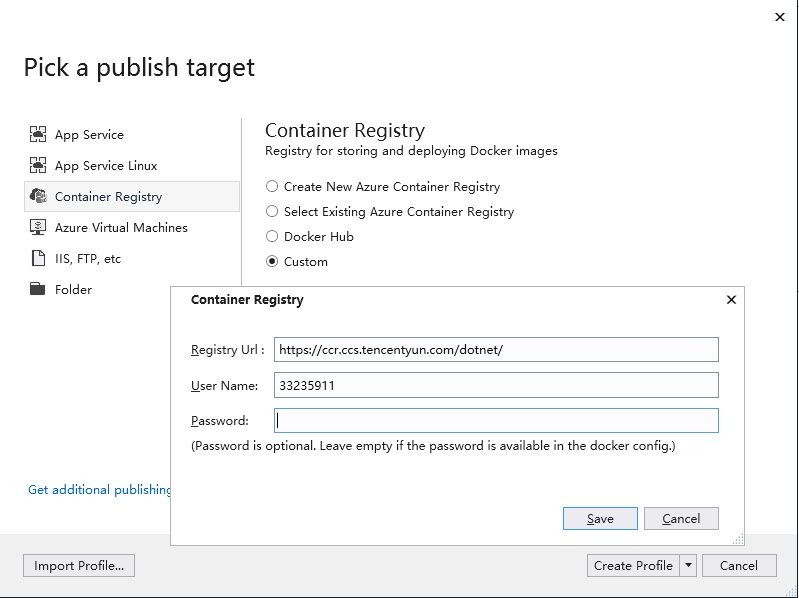 Pick a publish target
App Service
App Service Linux
Container Registry
Azure Virtual Machines
IIS, FTP, etc
Folder
Get additional publishing
Container Registry
Registry for storing and deploying Docker images
Create New Azure Container Registry
Select Existing Azure Container Registry
Docker Hub
Custom
Container Registry
Registry Url : https://ccr.ccs.tencentyun.com/dotnet/
User Name: 33235911
Password:
(Password is optional. Leave empty if the password is available in the docker config.)
Save Cancel
Import Profile... Create Profile Cancel